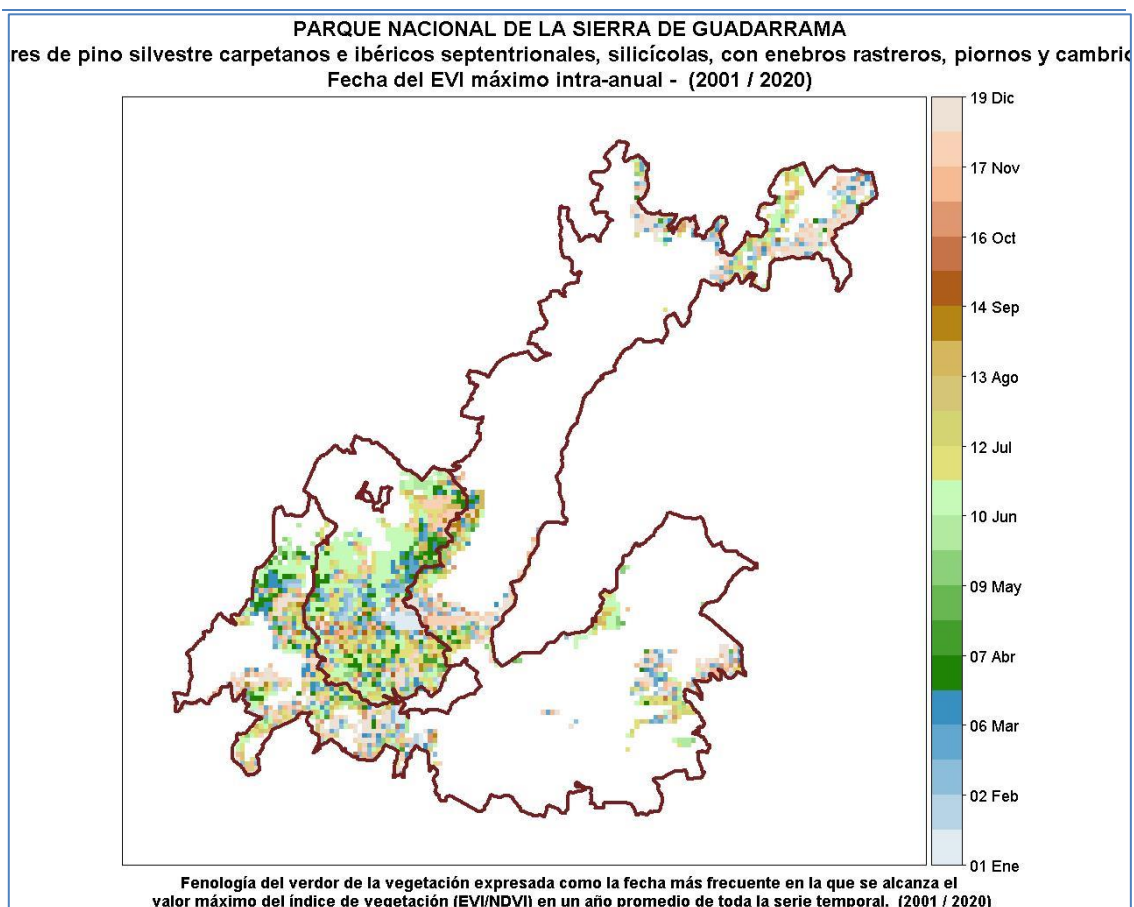 PARQUE NACIONAL DE LA SIERRA DE GUADARRAMA
res de pino silvestre carpetanos e ibéricos septentrionales, silicícolas, con enebros rastreros, piornos y cambrio
Fecha del EVI máximo intra-anual - (2001 / 2020)
19 Dic
17 Nov
16 Oct
14 Sep
13 Ago
12 Jul
10 Jun
09 May
07 Abr
06 Mar
02 Feb
01 Ene
Fenología del verdor de la vegetación expresada como la fecha más frecuente en la que se alcanza el
valor máximo del índice de vegetación (EVI/NDVI) en un año promedio de toda la serie temporal. (2001 / 2020)